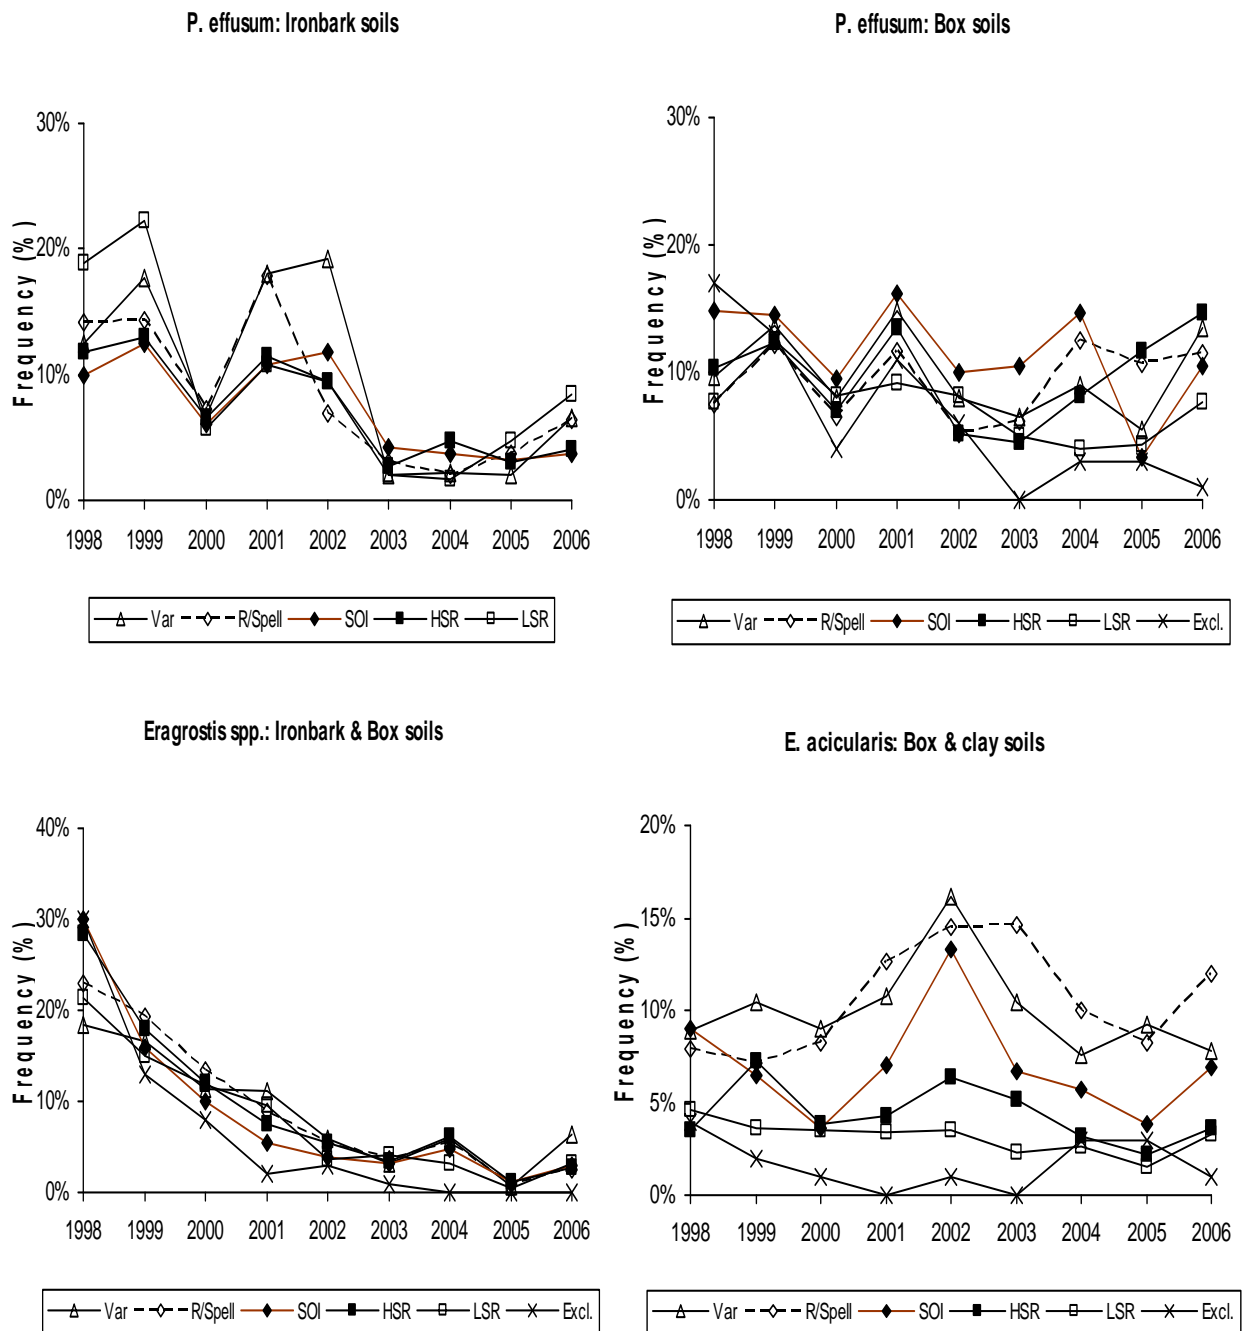 P. effusum: Ironbark soils
30%
20%
10%
0%
Frequency (%)
1998 1999 2000 2001 2002 2003 2004 2005 2006
Var R/Spell SOI HSR LSR
P. effusum: Box soils
30%
20%
10%
0%
Frequency (%)
1998 1999 2000 2001 2002 2003 2004 2005 2006
Var R/Spell SOI HSR LSR Excl.
Eragrostis spp.: Ironbark & Box soils
40%
30%
20%
10%
0%
Frequency (%)
1998 1999 2000 2001 2002 2003 2004 2005 2006
Var R/Spell SOI HSR LSR Excl.
E. acicularis: Box & clay soils
20%
15%
10%
5%
0%
Frequency (%)
1998 1999 2000 2001 2002 2003 2004 2005 2006
Var R/Spell SOI HSR LSR Excl.